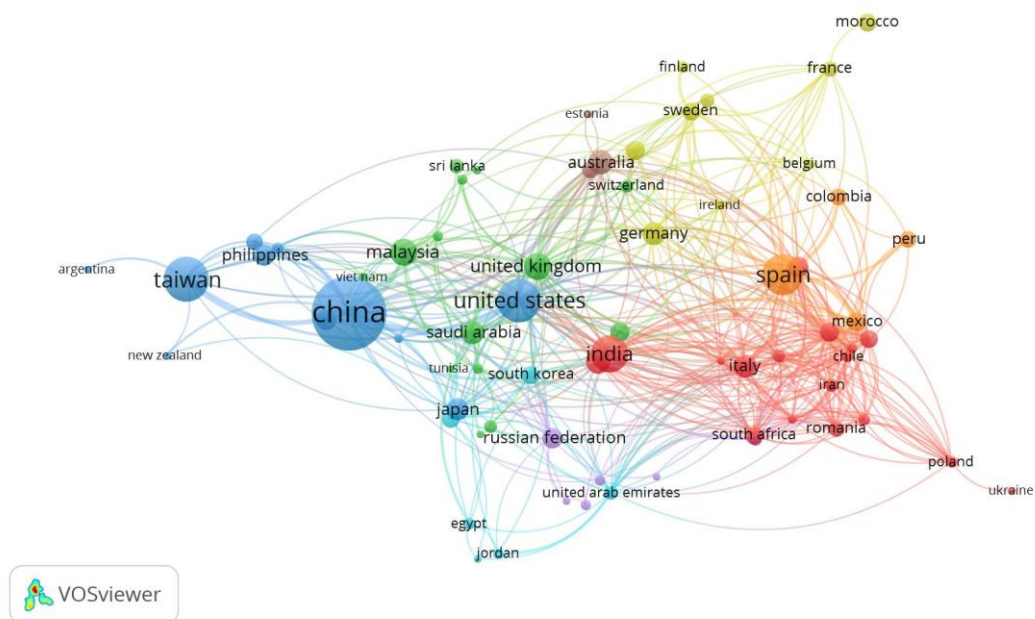 morocco
finland
france
sweden
estonia
australia
sri lanka
belgium
switzerland
colombia
ireland
germany
peru
malaysia
philippines
united kingdom
argentina
viet nam
taiwan
spain
united states
china
mexico
saudi arabia
new zealand
india
chile
tunisia
south korea
italy
iran
japan
romania
south africa
russian federation
poland
united arab emirates
ukraine
egypt
jordan
VOSviewer